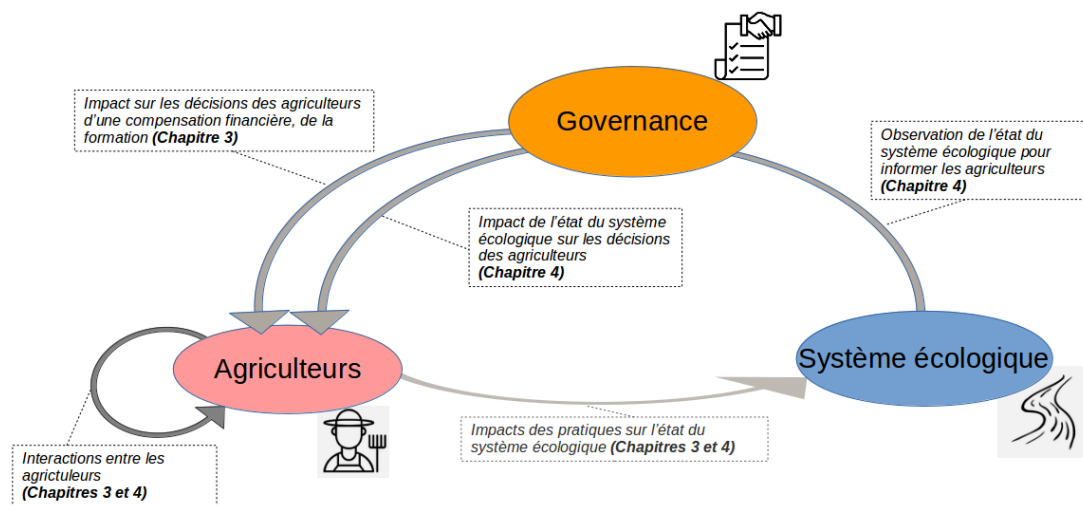 Governance
Impact sur les décisions des agriculteurs
d'une compensation financière, de la
formation (Chapitre 3)
Observation de l'état du
système écologique pour
informer les agriculteurs
(Chapitre 4)
Impact de l'état du système
écologique sur les décisions
des agriculteurs
(Chapitre 4)
Agriculteurs
Système écologique
Impacts des pratiques sur l'état du
système écologique (Chapitres 3 et 4)
Interactions entre les
agrictuleurs
(Chapitres 3 et 4)